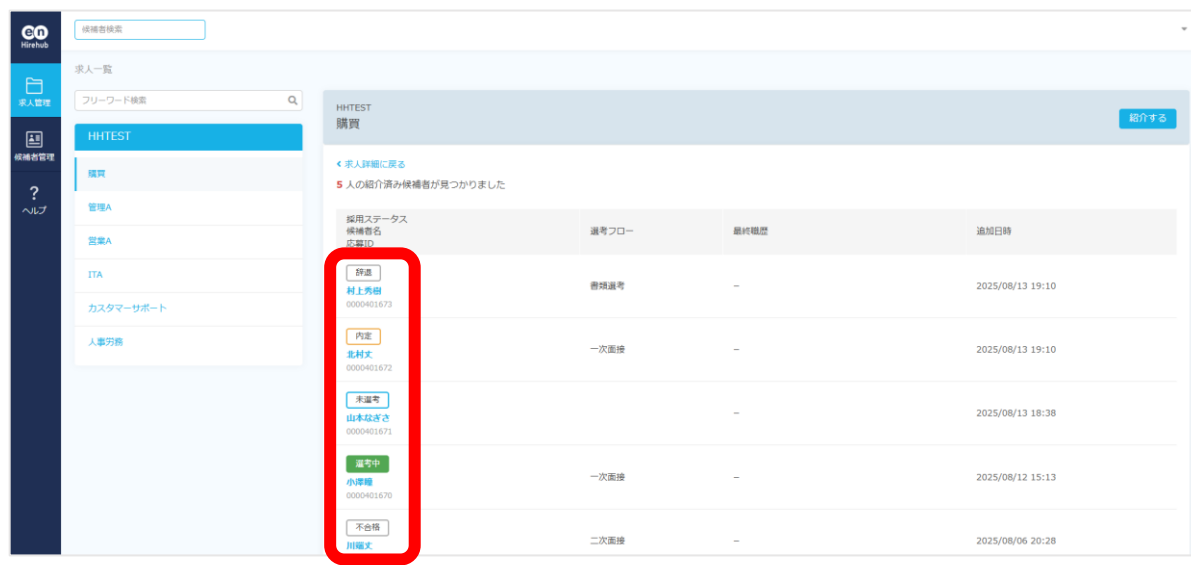 en
Hirehub
候補者検索
求人管理
候補者管理
?
ヘルプ
求人一覧
フリーワード検索
HHTEST
購買
管理A
営業A
ITA
カスタマーサポート
人事労務
HHTEST
購買
紹介する
求人詳細に戻る
5 人の紹介済み候補者が見つかりました
採用ステータス
候補者名
応募ID
選考フロー
最終職歴
追加日時
辞退
村上秀樹
0000401673
書類選考
–
2025/08/13 19:10
内定
北村丈
0000401672
一次面接
–
2025/08/13 19:10
未選考
山本なぎさ
0000401671
–
2025/08/13 18:38
選考中
小澤瞳
0000401670
一次面接
–
2025/08/12 15:13
不合格
川端丈
二次面接
–
2025/08/06 20:28